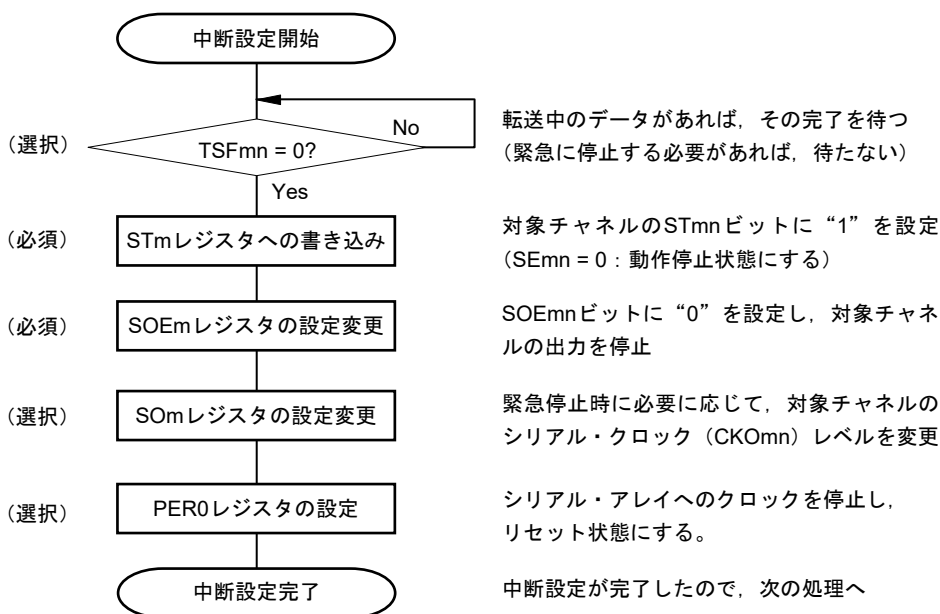 中断設定開始
(選択)
TSFmn = 0?
No
Yes
転送中のデータがあれば，その完了を待つ
(緊急に停止する必要があれば，待たない)
(必須)
STmレジスタへの書き込み
対象チャネルのSTmnビットに“1”を設定
(SEmn = 0：動作停止状態にする)
(必須)
SOEmレジスタの設定変更
SOEmnビットに“0”を設定し，対象チャネ
ルの出力を停止
(選択)
SOmレジスタの設定変更
緊急停止時に必要に応じて，対象チャネルの
シリアル・クロック（CKOmn）レベルを変更
(選択)
PER0レジスタの設定
シリアル・アレイへのクロックを停止し，
リセット状態にする。
中断設定完了
中断設定が完了したので，次の処理へ